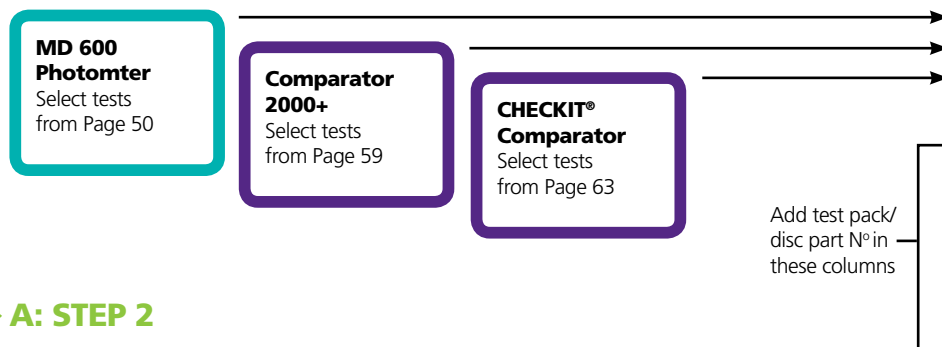 MD 600
Photomter
Select tests
from Page 50
Comparator
2000+
Select tests
from Page 59
CHECKIT®
Comparator
Select tests
from Page 63
Add test pack/
disc part Nº in
these columns
A: STEP 2